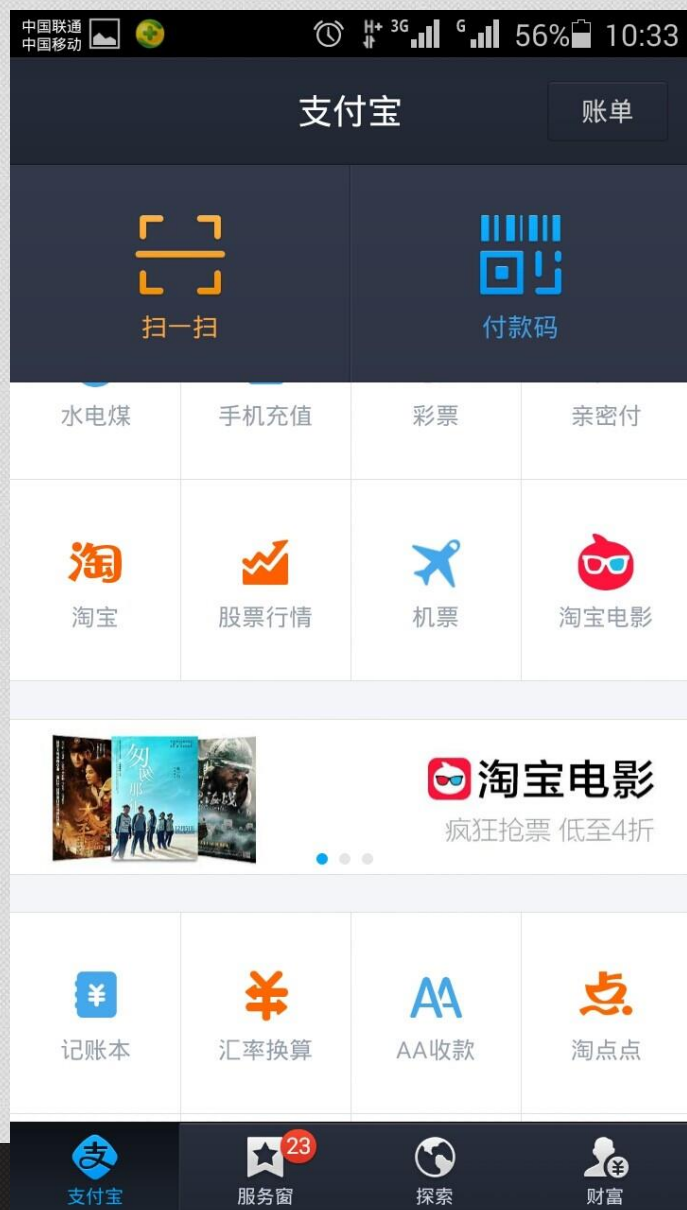 中国联通
中国移动
H+ 3G G 56% 10:33
支付宝 账单
扫一扫 付款码
水电煤 手机充值 彩票 亲密付
淘
淘宝 股票行情 机票 淘宝电影
匆匆那年
淘宝电影
疯狂抢票 低至4折
¥ AA 点
记账本 汇率换算 AA收款 淘点点
支 23 ¥
支付宝 服务窗 探索 财富